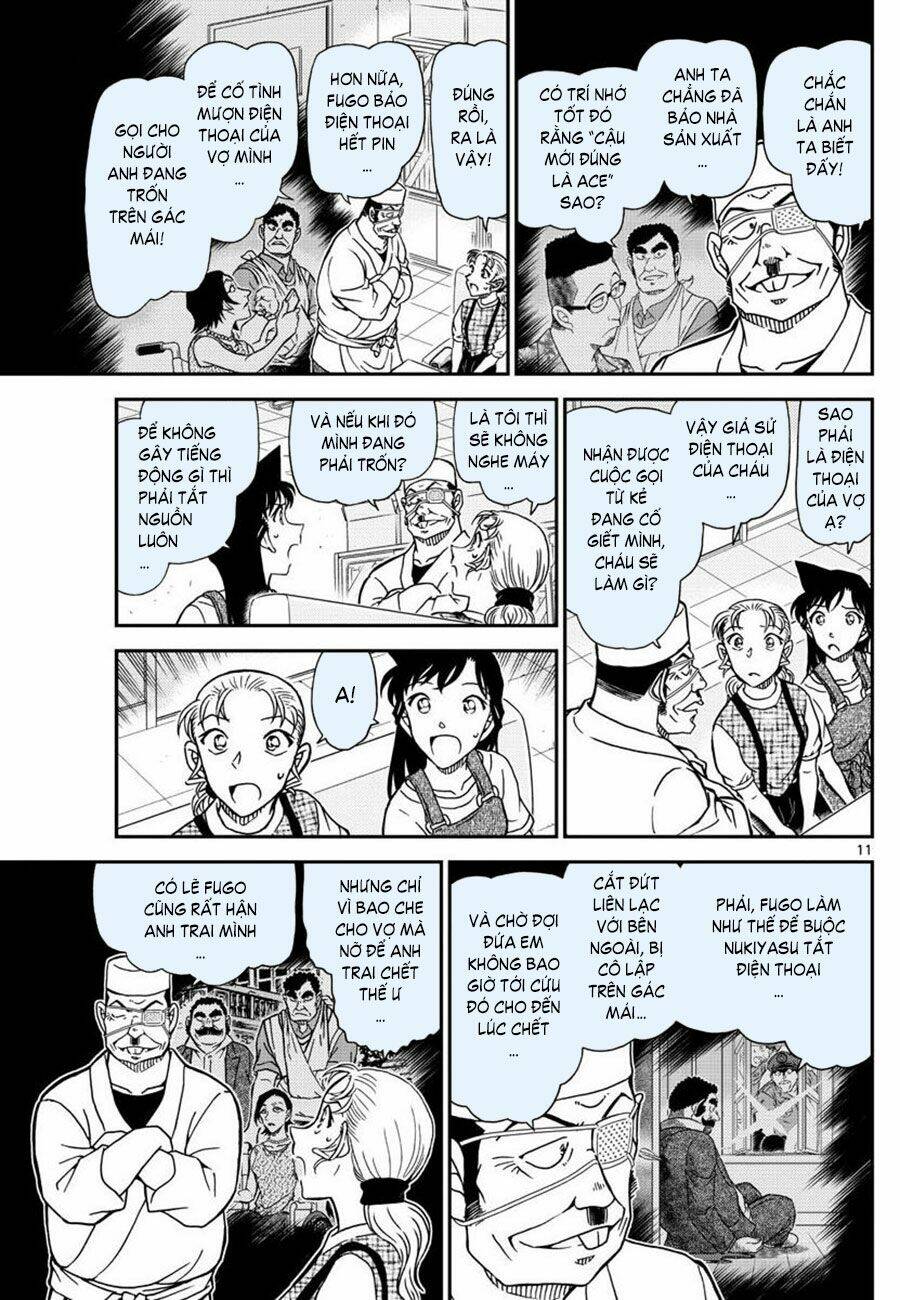 CHẮC
CHẮN
LÀ ANH
TA BIẾT
ĐẤY!
ANH TA
CHẲNG ĐÃ
BẢO NHÀ
SẢN XUẤT
...
CÓ TRÍ NHỚ
TỐT ĐÓ
RẰNG “CẬU
MỚI ĐÚNG
LÀ ACE”
SAO?
ĐÚNG
RỒI,
RA LÀ
VẬY!
HƠN NỮA,
FUGO BẢO
ĐIỆN THOẠI
HẾT PIN
...
ĐỂ CỐ TÌNH
MƯỢN ĐIỆN
THOẠI CỦA
VỢ MÌNH
...
GỌI CHO
NGƯỜI
ANH ĐANG
TRỐN
TRÊN GÁC
MÁI!
SAO
PHẢI
LÀ ĐIỆN
THOẠI
CỦA VỢ
Ạ?
VẬY GIẢ SỬ
ĐIỆN THOẠI
CỦA CHÁU
...
NHẬN ĐƯỢC
CUỘC GỌI
TỪ KẺ
ĐANG CỐ
GIẾT MÌNH,
CHÁU SẼ
LÀM GÌ?
LÀ TÔI THÌ
SẼ KHÔNG
NGHE MÁY
...
VÀ NẾU KHI ĐÓ
MÌNH ĐANG
PHẢI TRỐN?
ĐỂ KHÔNG
GÂY TIẾNG
ĐỘNG GÌ THÌ
PHẢI TẮT
NGUỒN
LUÔN
...
A!
11
PHẢI, FUGO LÀM
NHƯ THẾ ĐỂ BUỘC
NUKIYASU TẮT
ĐIỆN THOẠI
...
CẮT ĐỨT
LIÊN LẠC
VỚI BÊN
NGOÀI, BỊ
CÔ LẬP
TRÊN GÁC
MÁI...
VÀ CHỜ ĐỢI
ĐỨA EM
KHÔNG BAO
GIỜ TỚI CỨU
ĐÓ CHO ĐẾN
LÚC CHẾT
...
NHƯNG CHỈ
VÌ BAO CHE
CHO VỢ MÀ
NỠ ĐỂ ANH
TRAI CHẾT
THẾ Ư
...
CÓ LẼ FUGO
CŨNG RẤT HẬN
ANH TRAI MÌNH
...